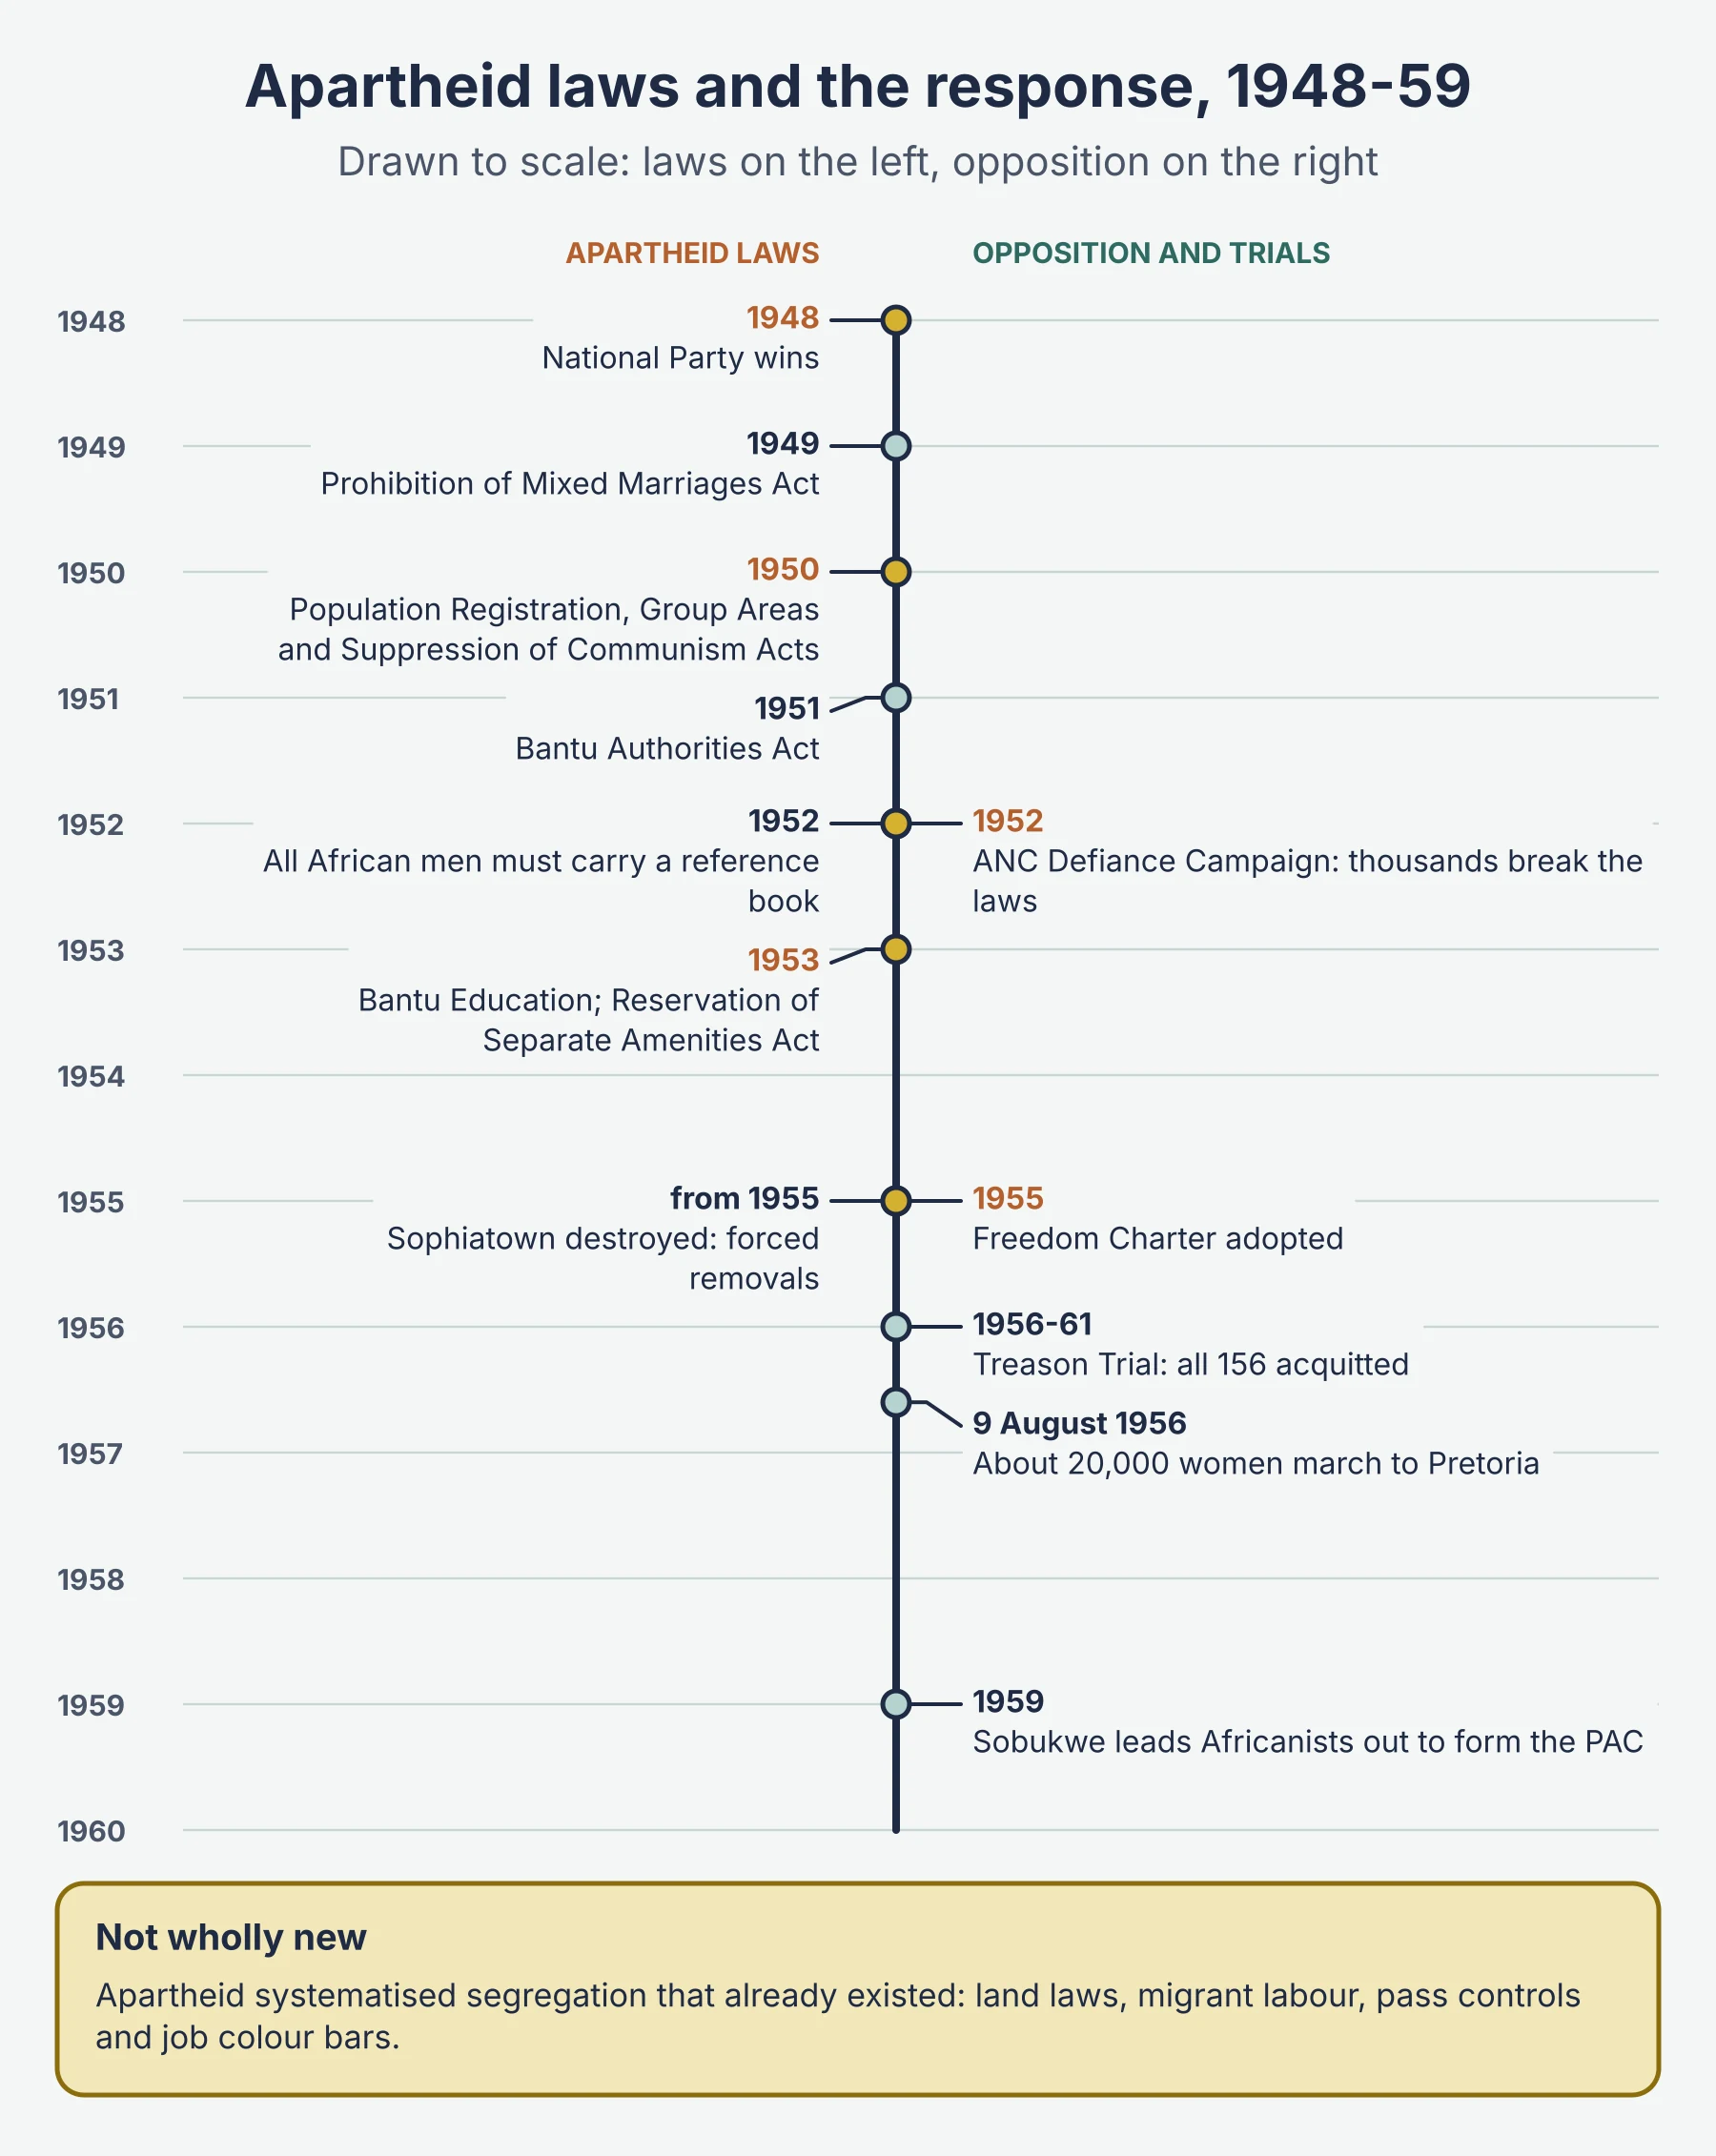 Apartheid laws and the response, 1948-59
Drawn to scale: laws on the left, opposition on the right
APARTHEID LAWS
OPPOSITION AND TRIALS
1948
1948
National Party wins
1949
1949
Prohibition of Mixed Marriages Act
1950
1950
Population Registration, Group Areas
and Suppression of Communism Acts
1951
1951
Bantu Authorities Act
1952
1952
All African men must carry a reference
book
1952
ANC Defiance Campaign: thousands break the
laws
1953
1953
Bantu Education; Reservation of
Separate Amenities Act
1954
1955
from 1955
Sophiatown destroyed: forced
removals
1955
Freedom Charter adopted
1956
1956-61
Treason Trial: all 156 acquitted
9 August 1956
1957
About 20,000 women march to Pretoria
1958
1959
1959
Sobukwe leads Africanists out to form the PAC
1960
Not wholly new
Apartheid systematised segregation that already existed: land laws, migrant labour, pass controls
and job colour bars.